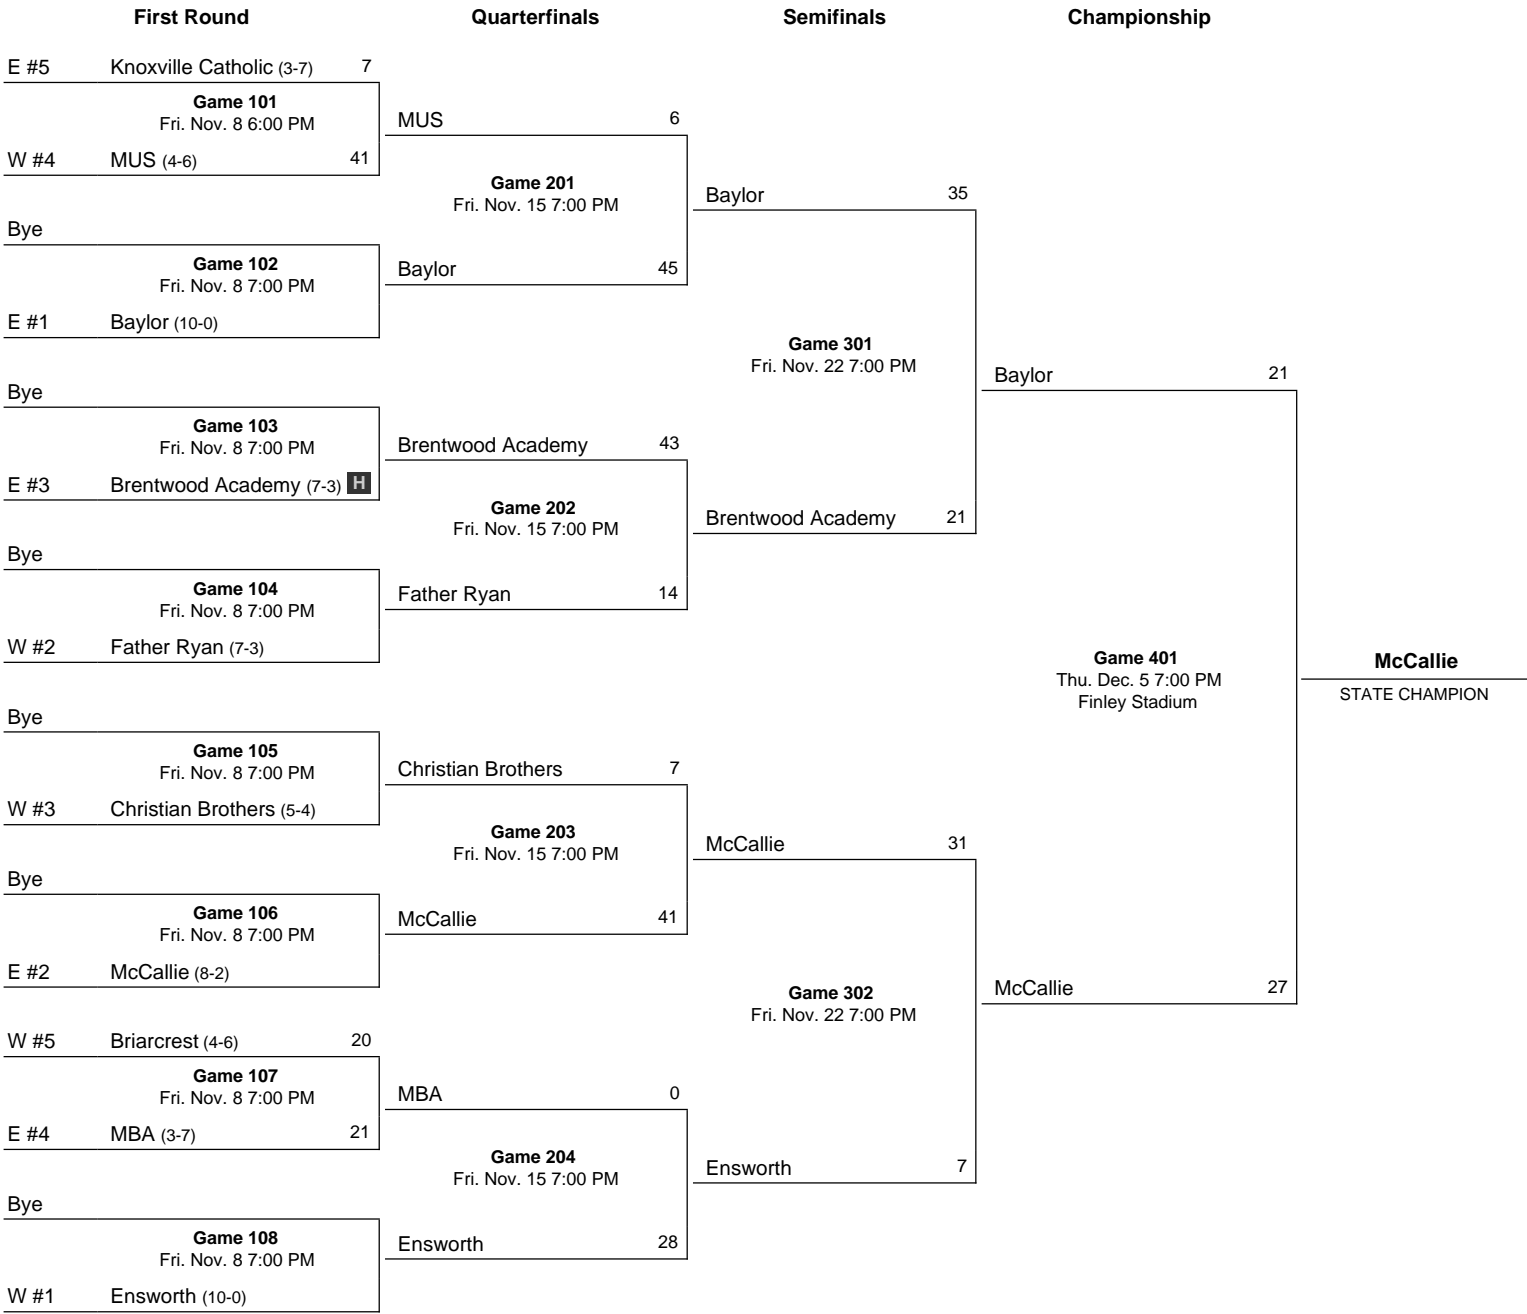 First Round Quarterfinals Semifinals Championship
E #5 Knoxville Catholic (3-7) 7
Game 101
Fri. Nov. 8 6:00 PM
W #4 MUS (4-6) 41
Bye
Game 102
Fri. Nov. 8 7:00 PM
E #1 Baylor (10-0)
Bye
Game 103
Fri. Nov. 8 7:00 PM
E #3 Brentwood Academy (7-3) H
Bye
Game 104
Fri. Nov. 8 7:00 PM
W #2 Father Ryan (7-3)
Bye
Game 105
Fri. Nov. 8 7:00 PM
W #3 Christian Brothers (5-4)
Bye
Game 106
Fri. Nov. 8 7:00 PM
E #2 McCallie (8-2)
W #5 Briarcrest (4-6) 20
Game 107
Fri. Nov. 8 7:00 PM
E #4 MBA (3-7) 21
Bye
Game 108
Fri. Nov. 8 7:00 PM
W #1 Ensworth (10-0)
MUS 6
Game 201
Fri. Nov. 15 7:00 PM
Baylor 45
Brentwood Academy 43
Game 202
Fri. Nov. 15 7:00 PM
Father Ryan 14
Christian Brothers 7
Game 203
Fri. Nov. 15 7:00 PM
McCallie 41
MBA 0
Game 204
Fri. Nov. 15 7:00 PM
Ensworth 28
Baylor 35
Game 301
Fri. Nov. 22 7:00 PM
Brentwood Academy 21
McCallie 31
Game 302
Fri. Nov. 22 7:00 PM
Ensworth 7
Baylor 21
Game 401
Thu. Dec. 5 7:00 PM
Finley Stadium
McCallie 27
McCallie
STATE CHAMPION